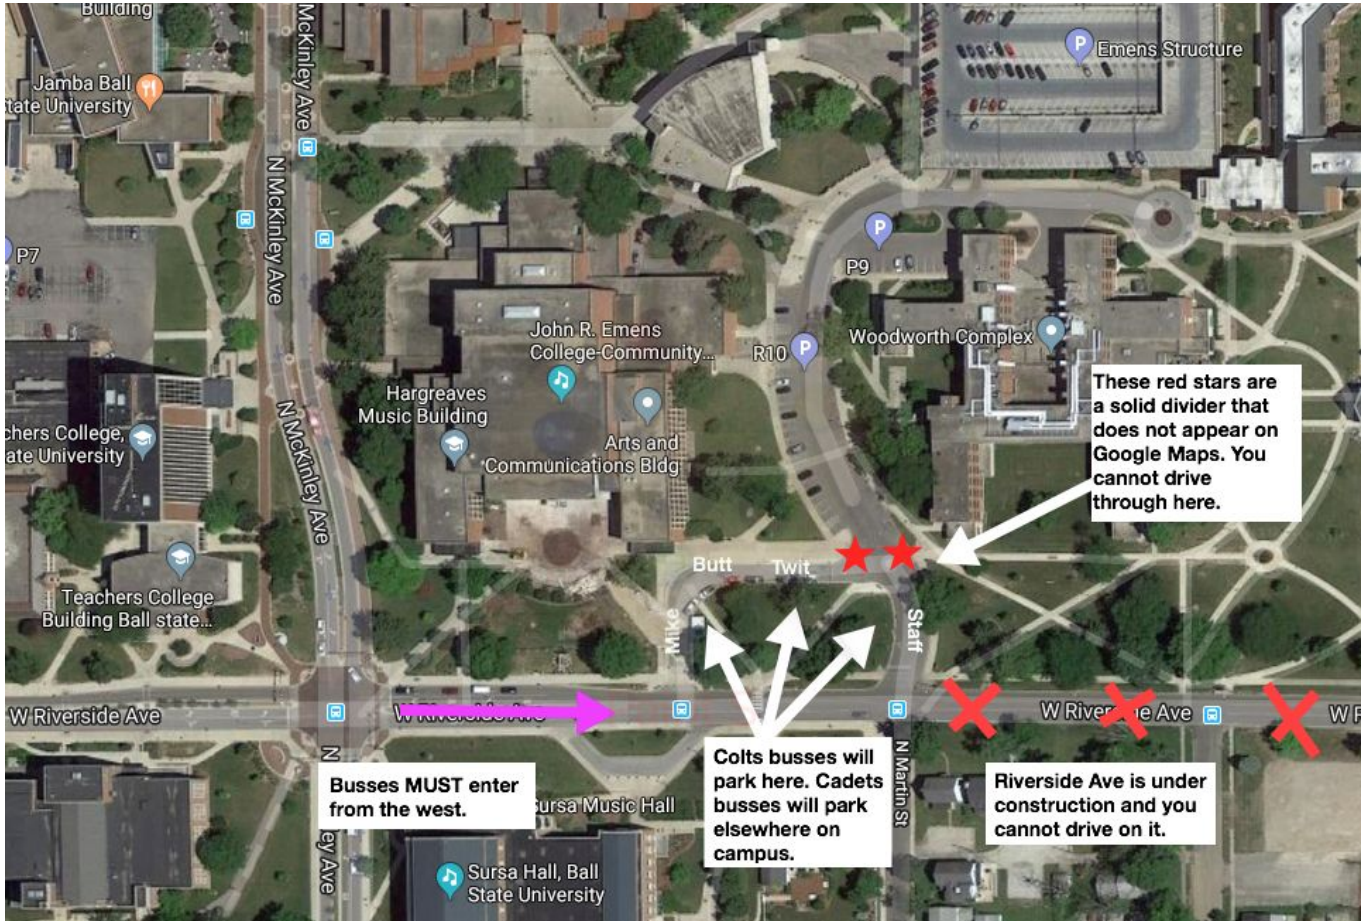 Building
Jamba Ball
State University
N McKinley Ave
N McKinley Ave
N McKinley Ave
P
Emens Structure
P7
P
P9
P
R10
Woodworth Complex
John R. Emens
College-Community...
Hargreaves
Music Building
Arts and
Communications Bldg
chers College,
ate University
Teachers College
Building Ball state...
These red stars are
a solid divider that
does not appear on
Google Maps. You
cannot drive
through here.
Butt
Twit
Mike
Staff
W Riverside Ave
W Riverside Ave
W Riverside Ave
N Martin St
Busses MUST enter
from the west.
Colts busses will
park here. Cadets
busses will park
elsewhere on
campus.
Riverside Ave is under
construction and you
cannot drive on it.
Sursa Music Hall
Sursa Hall, Ball
State University